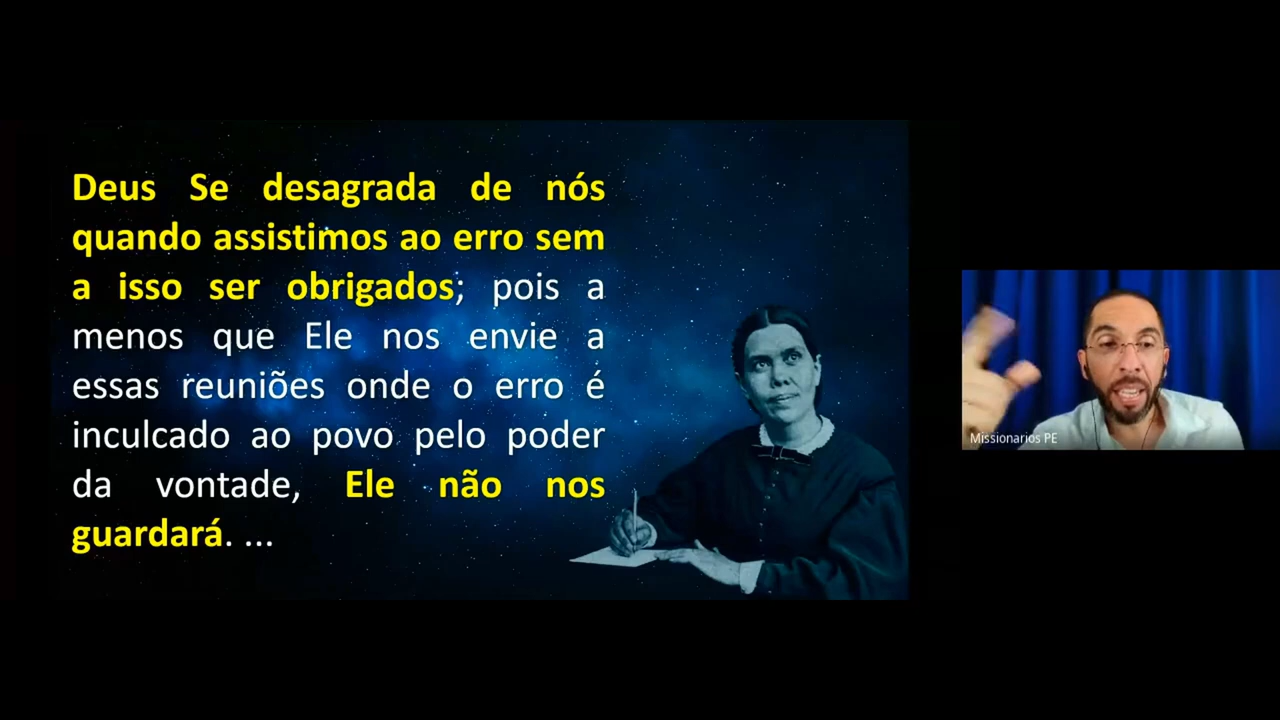 Deus Se desagrada de nós
quando assistimos ao erro sem
a isso ser obrigados; pois a
menos que Ele nos envie a
essas reuniões onde o erro é
inculcado ao povo pelo poder
da vontade, Ele não nos
guardará. ...
Missionarios PE